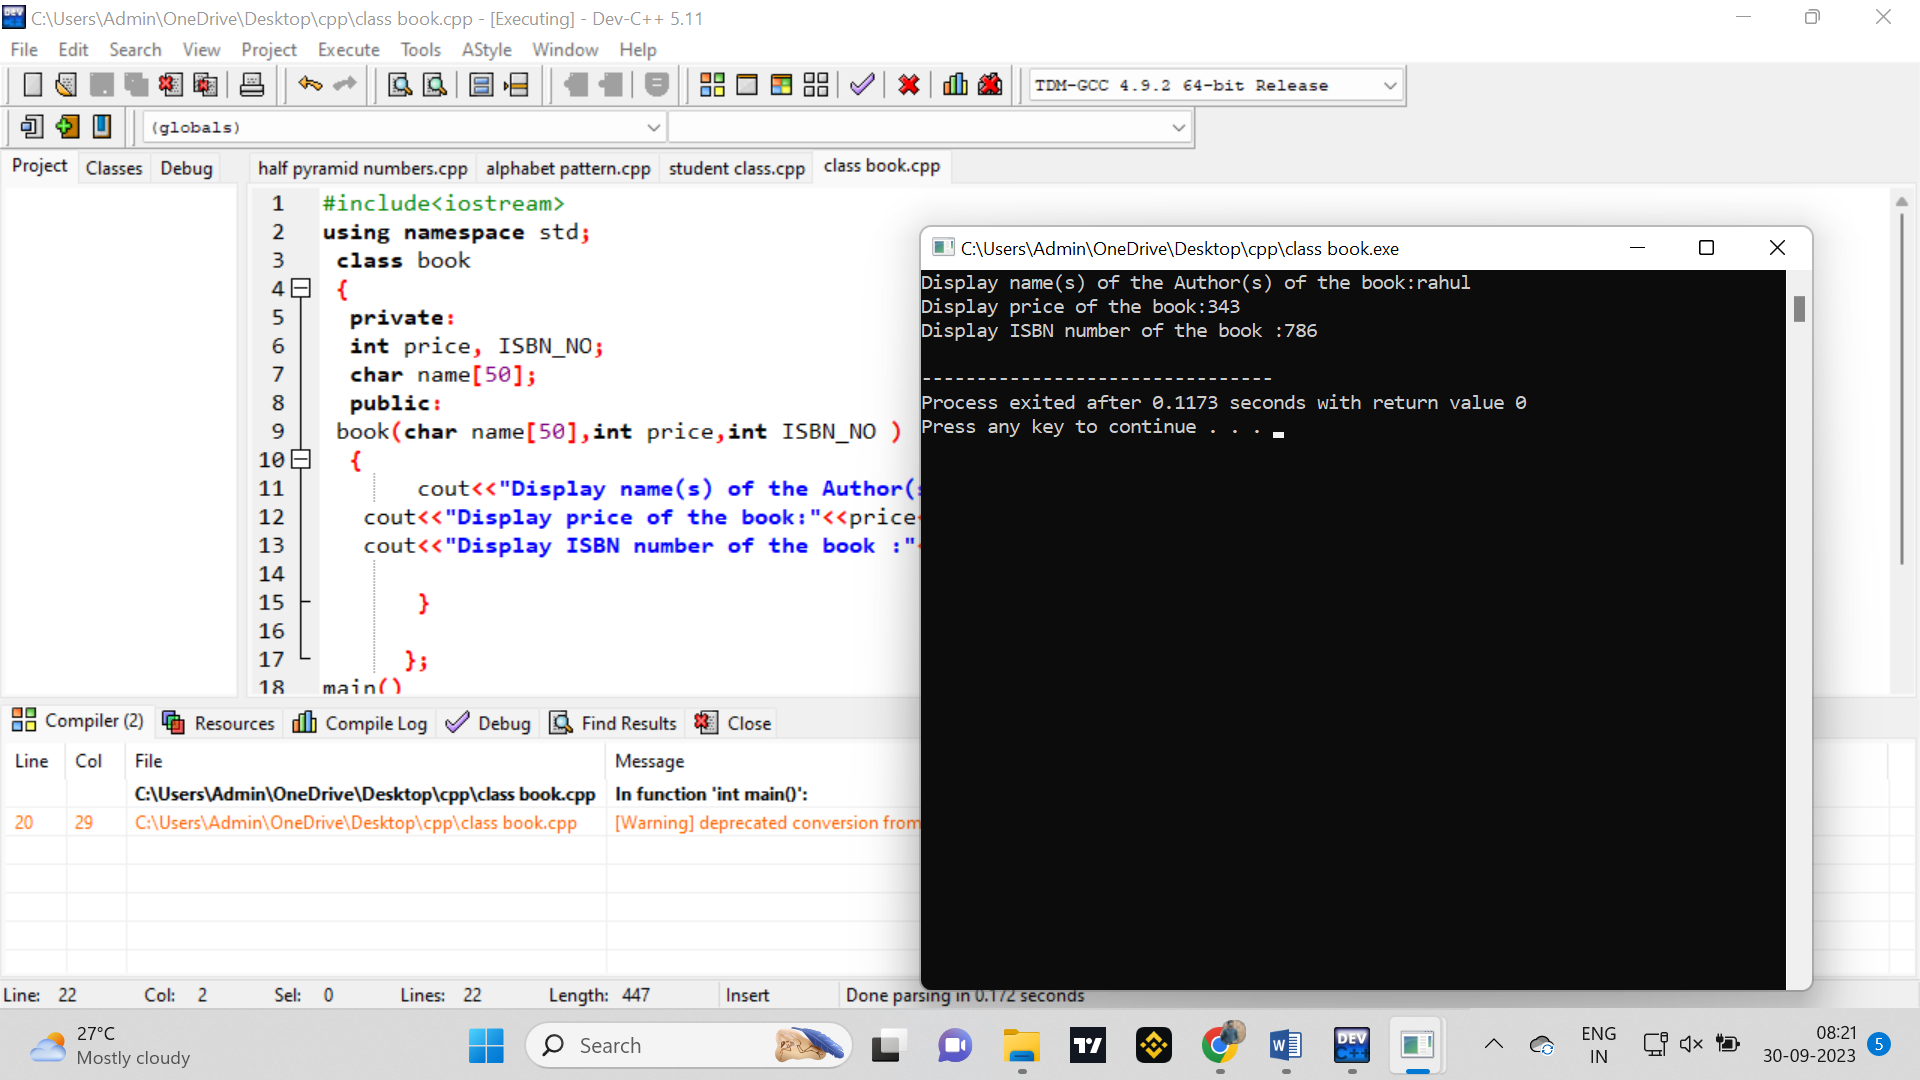 C:\Users\Admin\OneDrive\Desktop\cpp\class book.cpp - [Executing] - Dev-C++ 5.11
File Edit Search View Project Execute Tools AStyle Window Help
TDM-GCC 4.9.2 64-bit Release
(globals)
Project Classes Debug
half pyramid numbers.cpp alphabet pattern.cpp student class.cpp class book.cpp
1 #include<iostream>
2 using namespace std;
3 class book
4 {
5 private:
6 int price, ISBN_NO;
7 char name[50];
8 public:
9 book(char name[50],int price,int ISBN_NO )
10 {
11 cout<<"Display name(s) of the Author(
12 cout<<"Display price of the book:"<<price
13 cout<<"Display ISBN number of the book :"
14
15 }
16
17 };
18 main()
C:\Users\Admin\OneDrive\Desktop\cpp\class book.exe
Display name(s) of the Author(s) of the book:rahul
Display price of the book:343
Display ISBN number of the book :786
--------------------------------
Process exited after 0.1173 seconds with return value 0
Press any key to continue . . .
Compiler (2) Resources Compile Log Debug Find Results Close
Line Col File Message
C:\Users\Admin\OneDrive\Desktop\cpp\class book.cpp In function 'int main()':
20 29 C:\Users\Admin\OneDrive\Desktop\cpp\class book.cpp [Warning] deprecated conversion from
Line: 22 Col: 2 Sel: 0 Lines: 22 Length: 447 Insert Done parsing in 0.172 seconds
27°C
Mostly cloudy
Search
DEV
C++
ENG
IN
08:21
30-09-2023
5